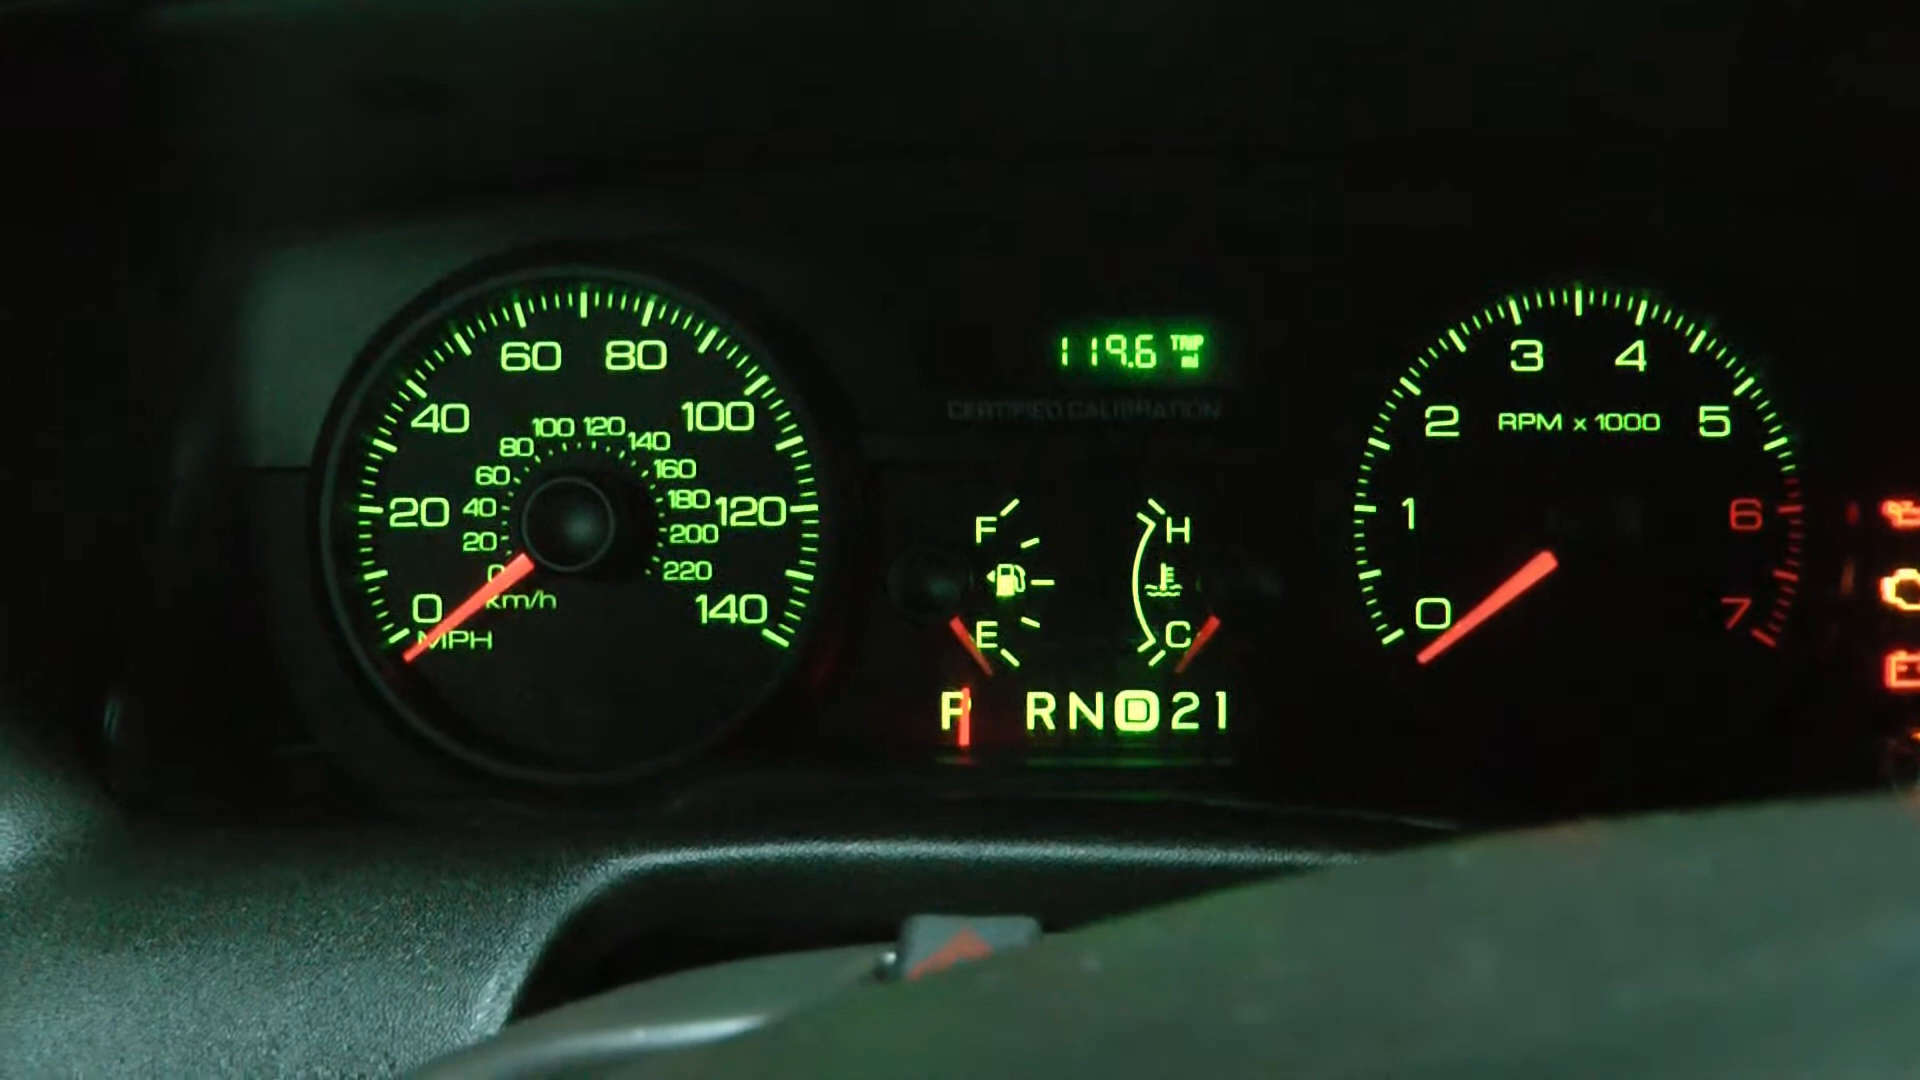 119.6 TRIP mi
CERTIFIED CALIBRATION
60 80
40 100
20 120
0 140
MPH
100 120
80 140
60 160
40 180
20 200
0 220
km/h
F H
E C
P R N D 2 1
3 4
2 RPM x 1000 5
1 6
0 7